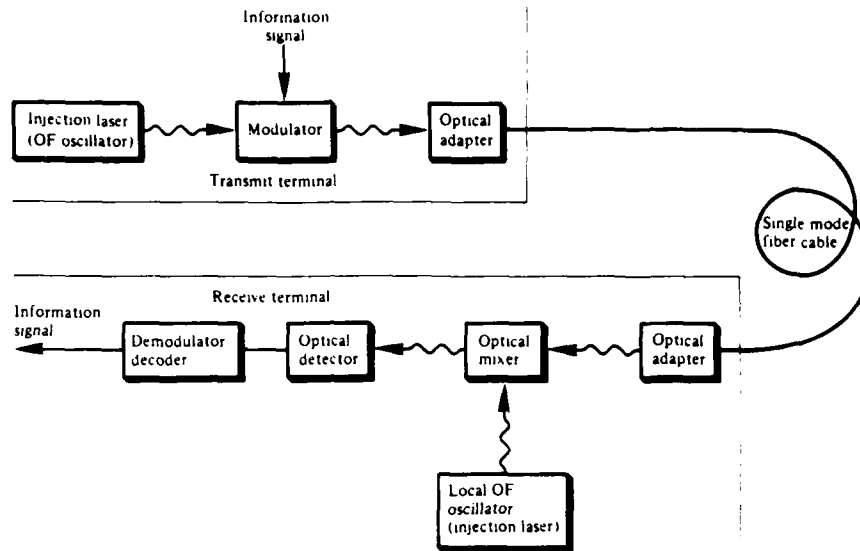 Information
signal
Injection laser
(OF oscillator)
Modulator
Optical
adapter
Transmit terminal
Single mode
fiber cable
Receive terminal
Information
signal
Demodulator
decoder
Optical
detector
Optical
mixer
Optical
adapter
Local OF
oscillator
(injection laser)